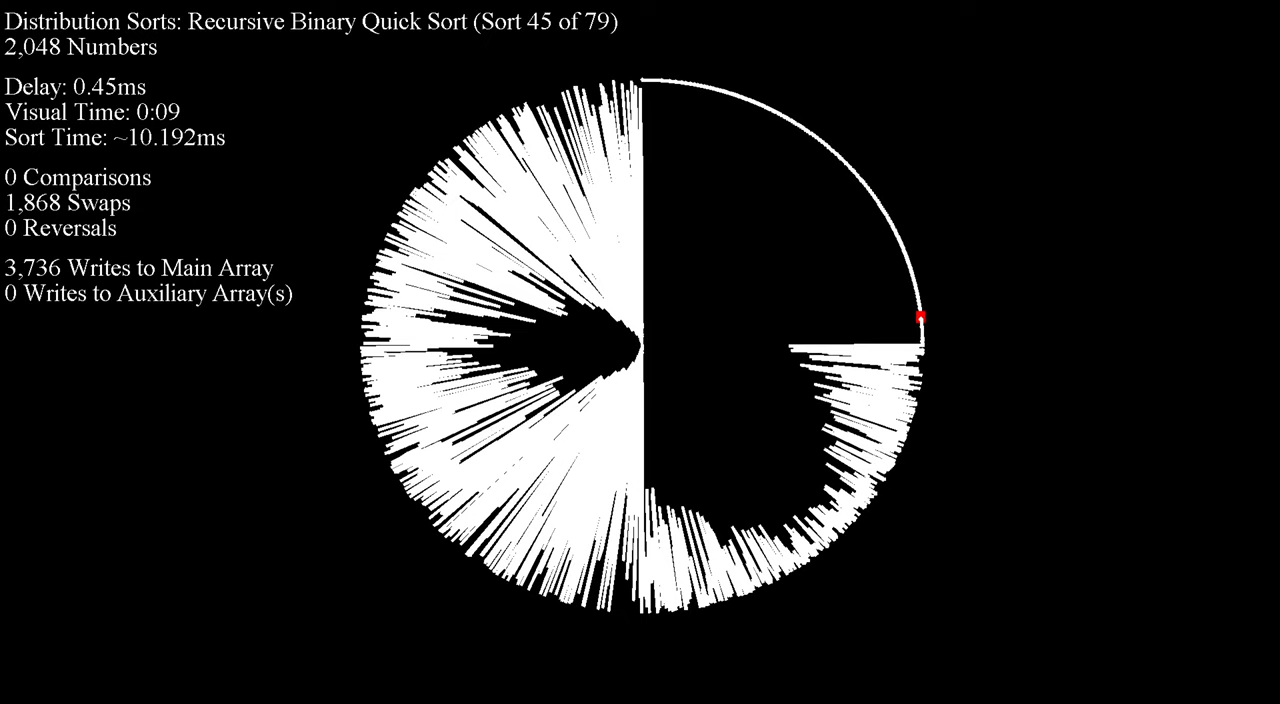 Distribution Sorts: Recursive Binary Quick Sort (Sort 45 of 79)
2,048 Numbers
Delay: 0.45ms
Visual Time: 0:09
Sort Time: ~10.192ms
0 Comparisons
1,868 Swaps
0 Reversals
3,736 Writes to Main Array
0 Writes to Auxiliary Array(s)